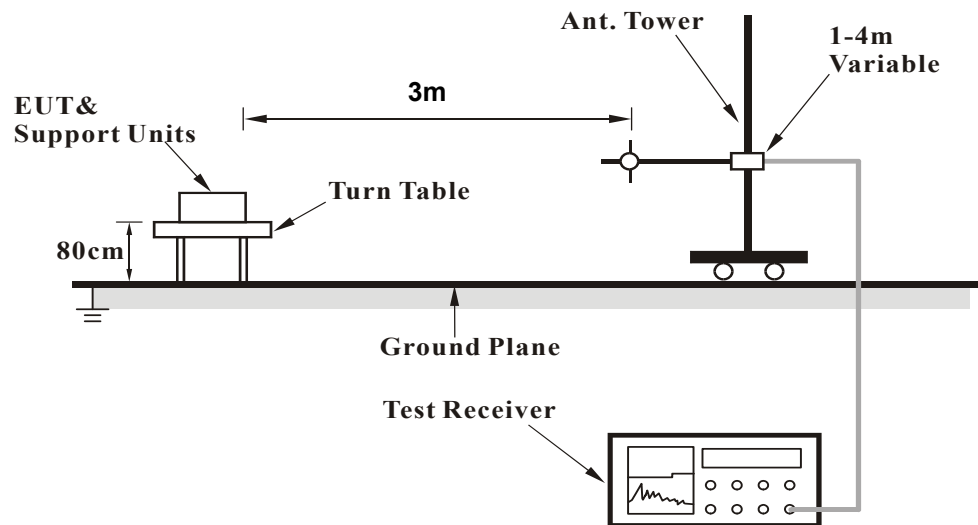 Ant. Tower
1-4m
Variable
3m
EUT&
Support Units
Turn Table
80cm
Ground Plane
Test Receiver